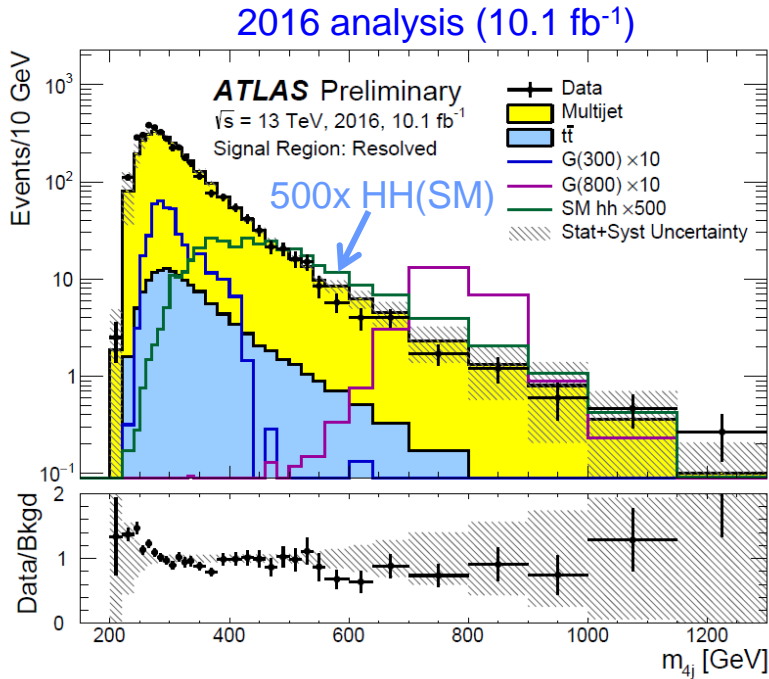 2016 analysis (10.1 fb⁻¹)
Events/10 GeV
10³
10²
10
1
10⁻¹
ATLAS Preliminary
√s = 13 TeV, 2016, 10.1 fb⁻¹
Signal Region: Resolved
500x HH(SM)
Data
Multijet
tt̄
G(300) ×10
G(800) ×10
SM hh ×500
Stat+Syst Uncertainty
Data/Bkgd
2
1
0
200 400 600 800 1000 1200
m₄ⱼ [GeV]